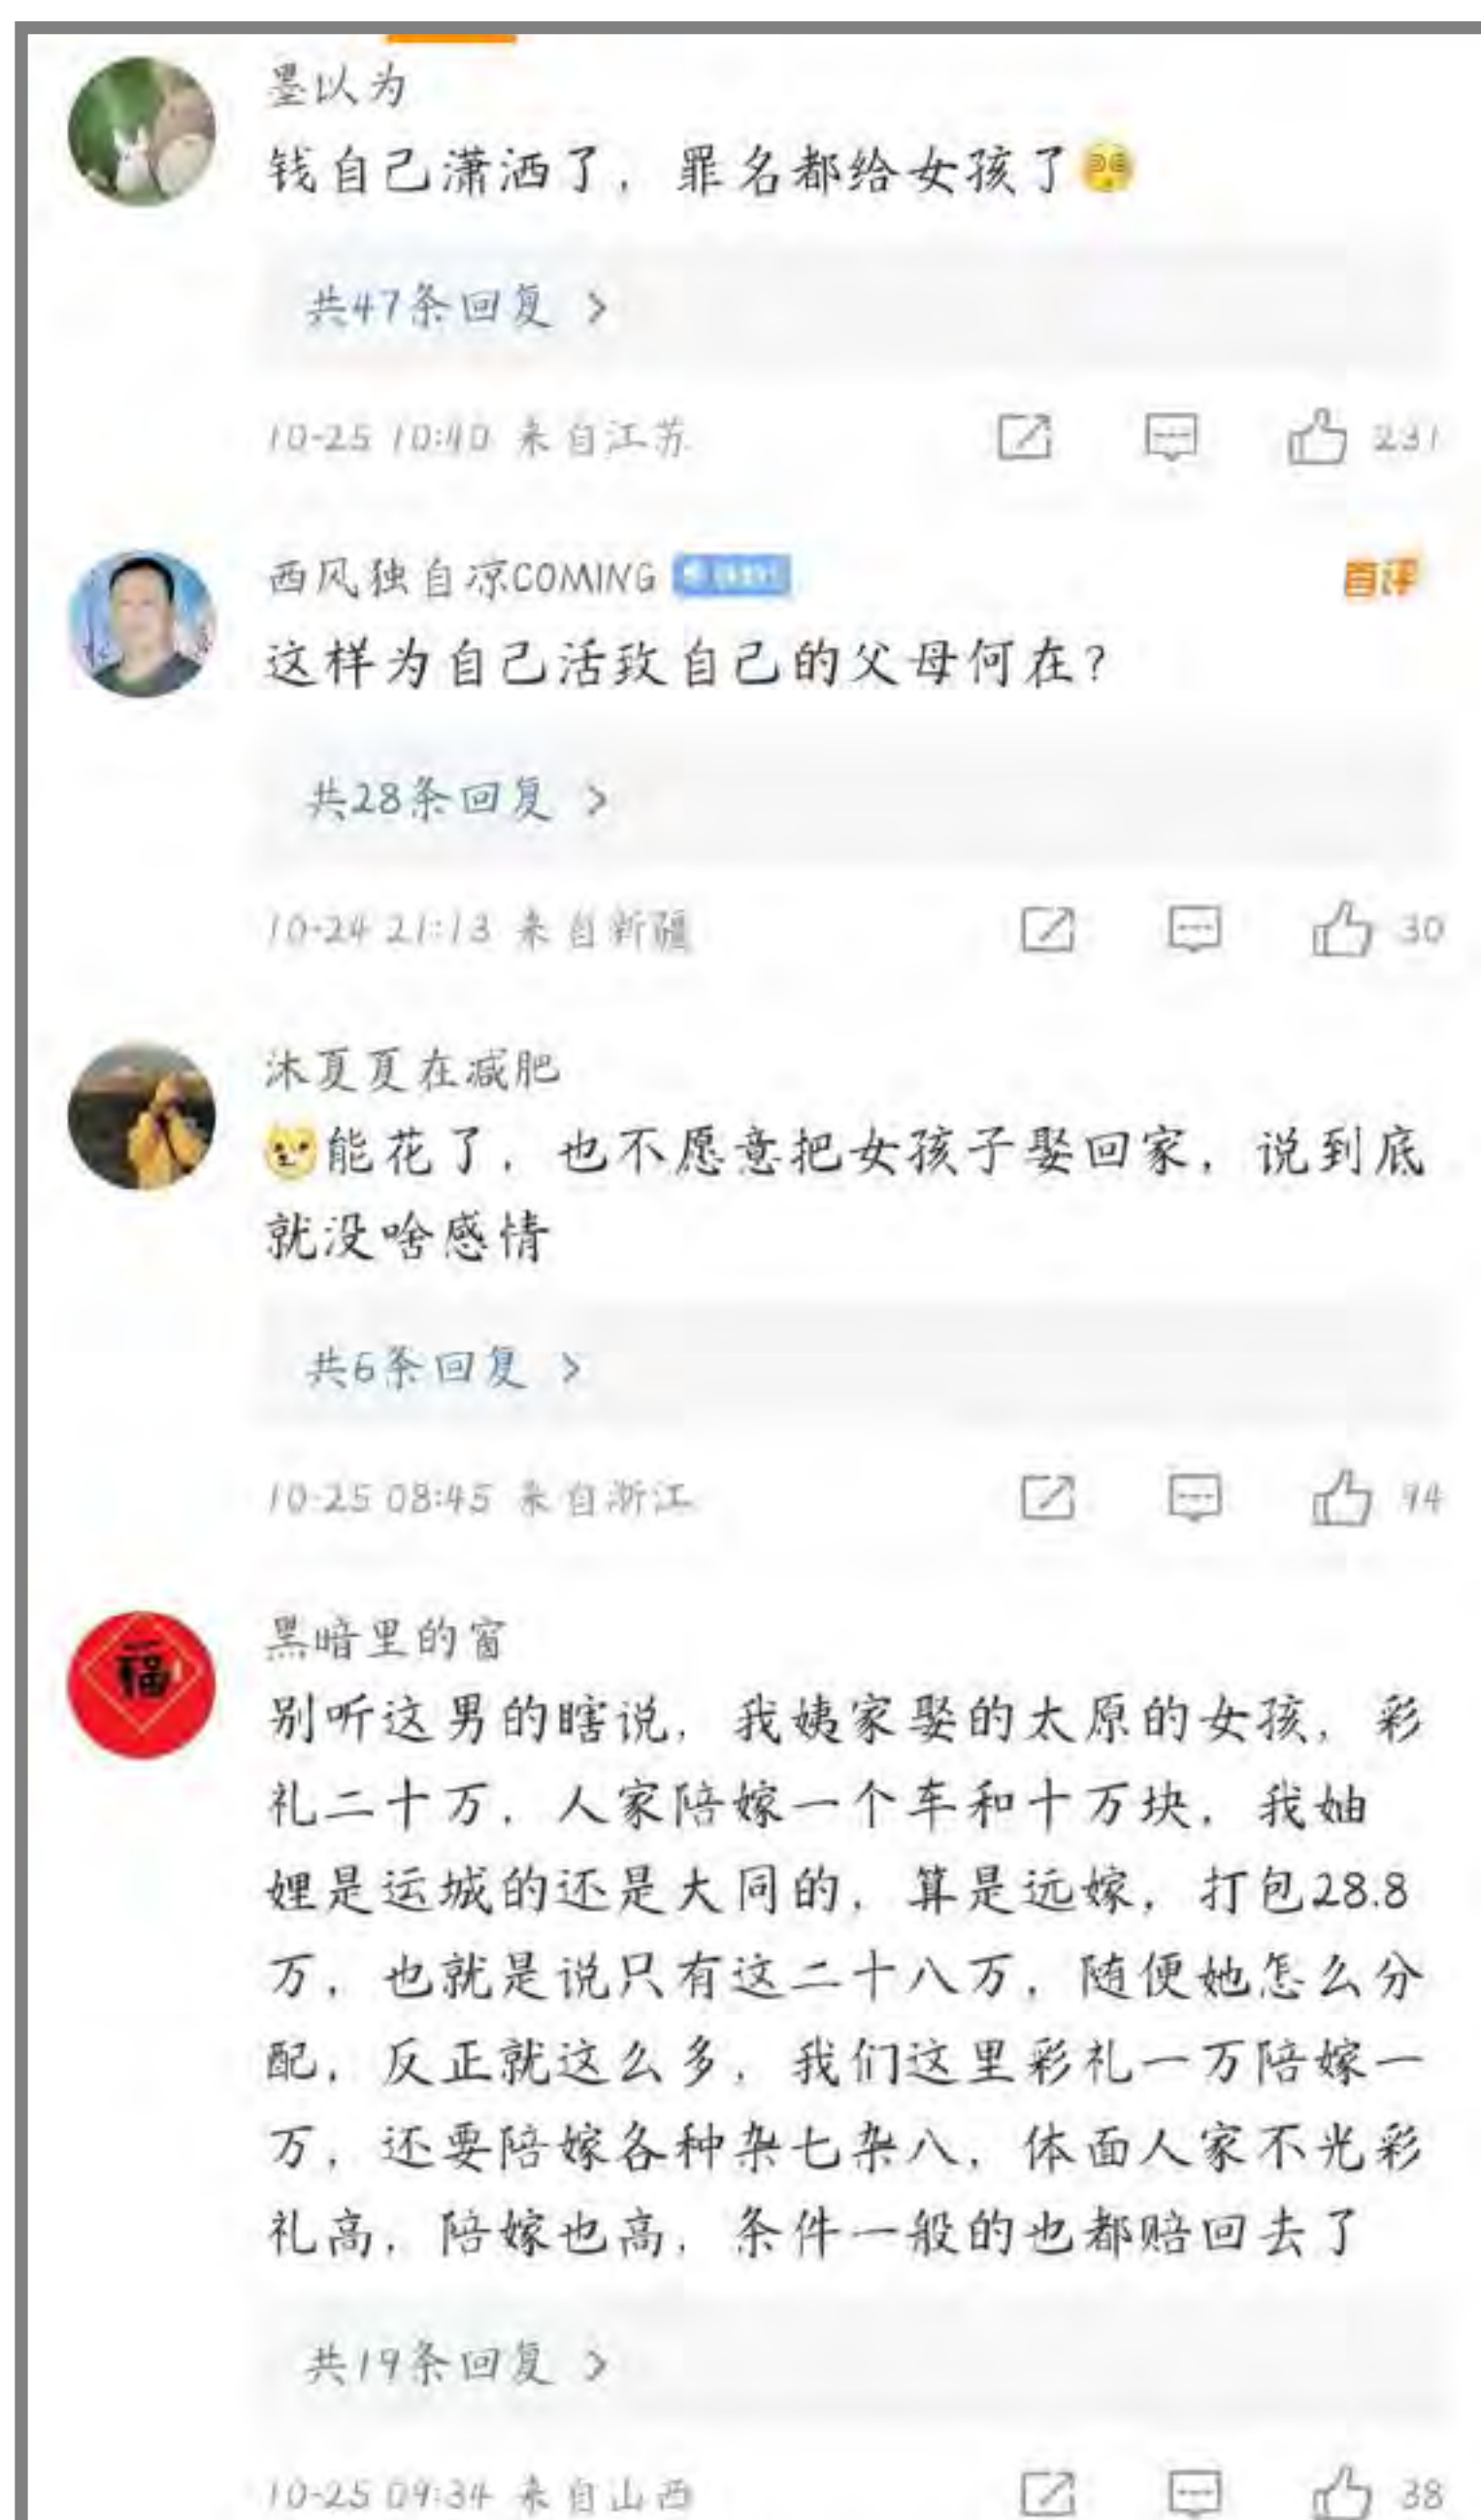 墨以为
钱自己潇洒了，罪名都给女孩了
共47条回复 >
10-25 10:40 来自江苏
231
西风独自凉COMING
首评
这样为自己活致自己的父母何在?
共28条回复 >
10-24 21:13 来自新疆
30
沐夏夏在减肥
能花了，也不愿意把女孩子娶回家，说到底
就没啥感情
共6条回复 >
10-25 08:45 来自浙江
94
福
黑暗里的窗
别听这男的瞎说，我姨家娶的太原的女孩，彩
礼二十万，人家陪嫁一个车和十万块，我妯
娌是运城的还是大同的，算是远嫁，打包28.8
万，也就是说只有这二十八万，随便她怎么分
配，反正就这么多，我们这里彩礼一万陪嫁一
万，还要陪嫁各种杂七杂八，体面人家不光彩
礼高，陪嫁也高，条件一般的也都赔回去了
共19条回复 >
10-25 09:34 来自山西
38